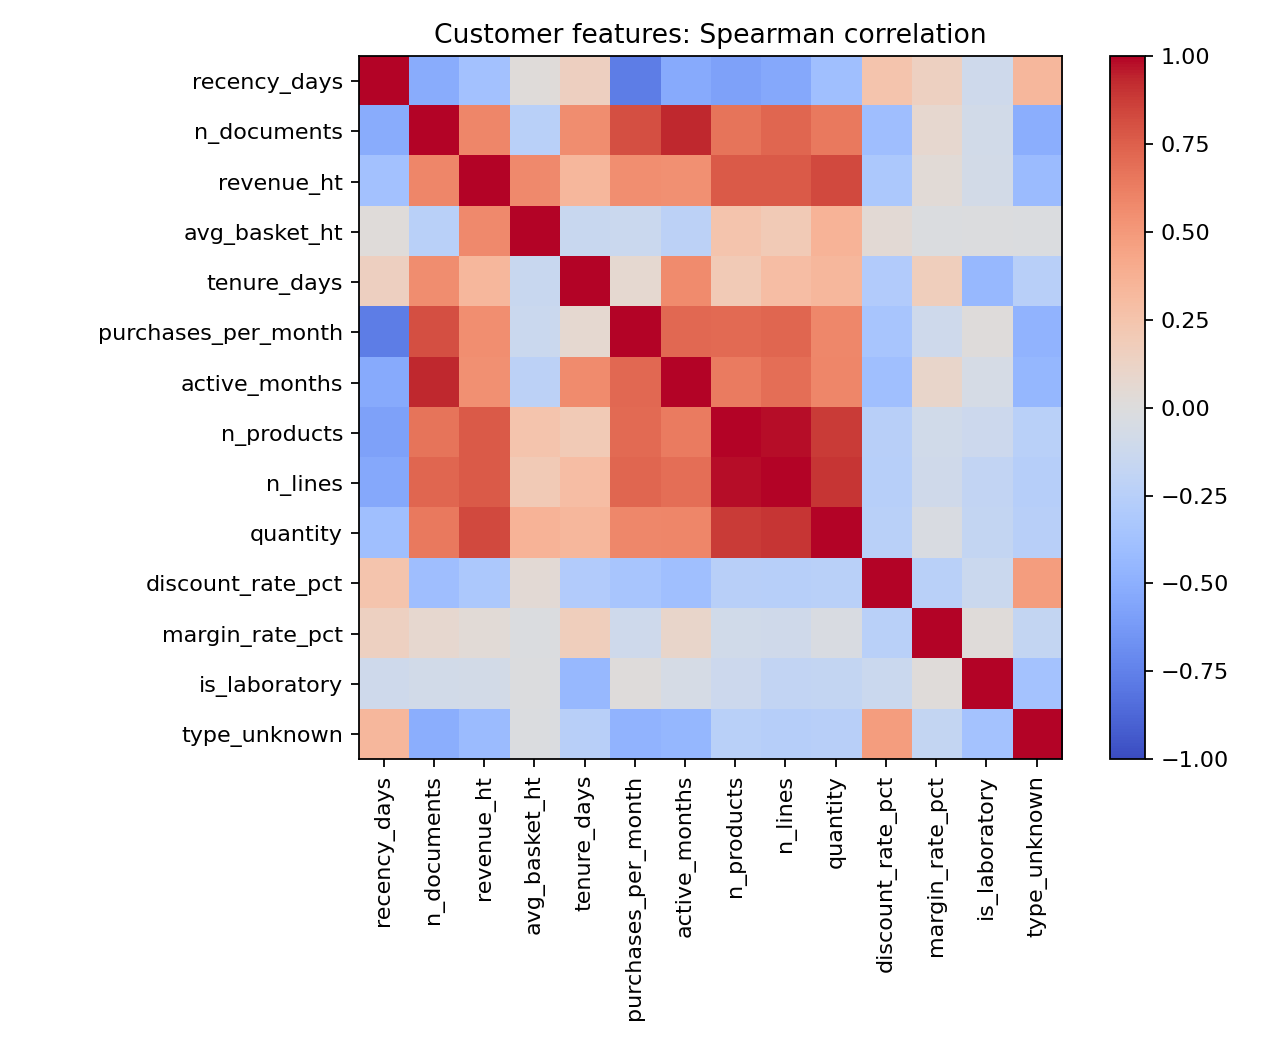 Customer features: Spearman correlation
recency_days
n_documents
revenue_ht
avg_basket_ht
tenure_days
purchases_per_month
active_months
n_products
n_lines
quantity
discount_rate_pct
margin_rate_pct
is_laboratory
type_unknown
1.00
0.75
0.50
0.25
0.00
−0.25
−0.50
−0.75
−1.00
recency_days
n_documents
revenue_ht
avg_basket_ht
tenure_days
purchases_per_month
active_months
n_products
n_lines
quantity
discount_rate_pct
margin_rate_pct
is_laboratory
type_unknown